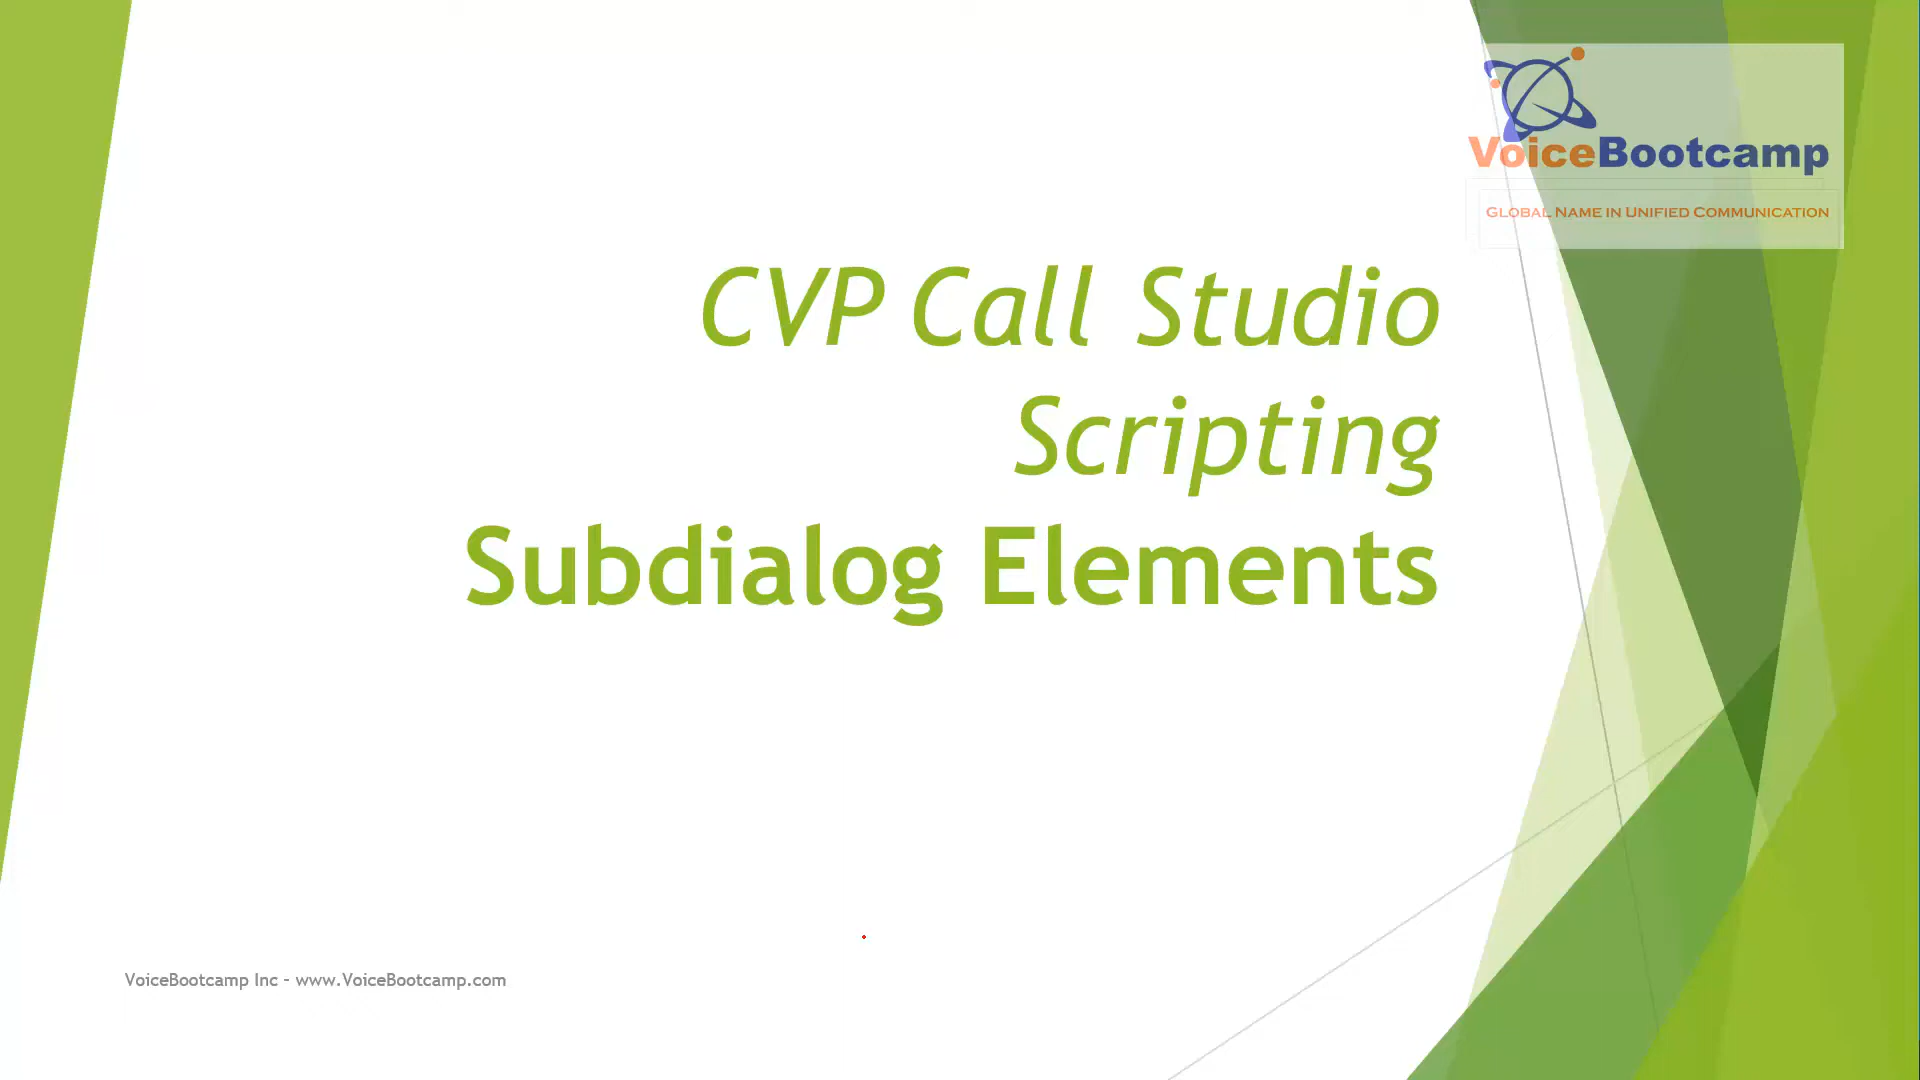 VoiceBootcamp
GLOBAL NAME IN UNIFIED COMMUNICATION
CVP Call Studio
Scripting
Subdialog Elements
VoiceBootcamp Inc - www.VoiceBootcamp.com